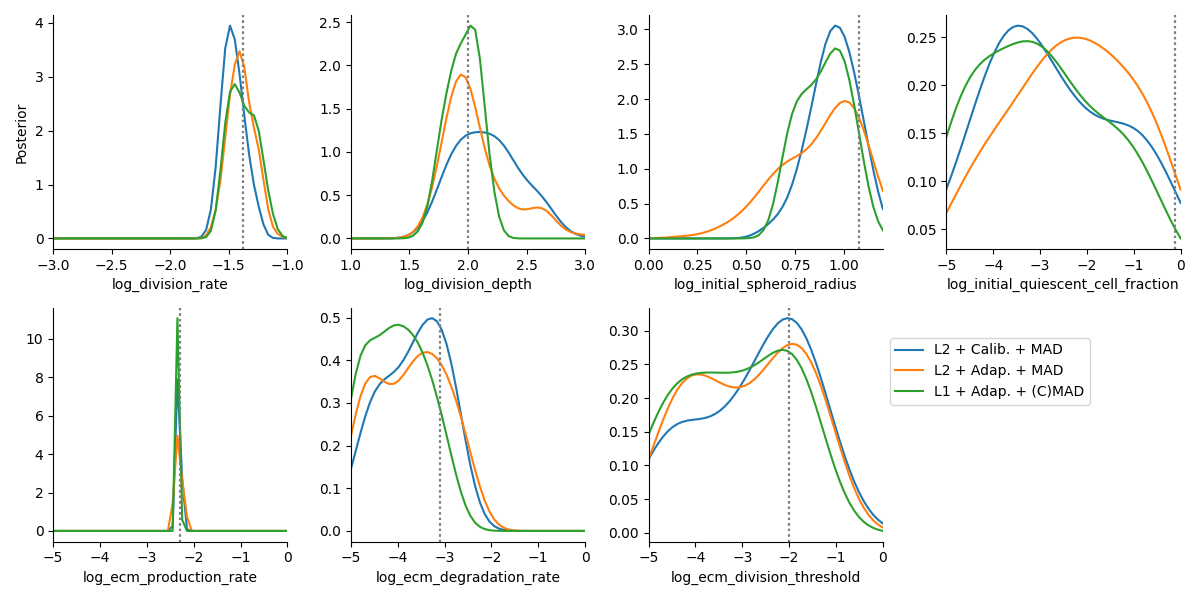 Posterior
4
3
2
1
0
−3.0 −2.5 −2.0 −1.5 −1.0
log_division_rate
2.5
2.0
1.5
1.0
0.5
0.0
1.0 1.5 2.0 2.5 3.0
log_division_depth
3.0
2.5
2.0
1.5
1.0
0.5
0.0
0.00 0.25 0.50 0.75 1.00
log_initial_spheroid_radius
0.25
0.20
0.15
0.10
0.05
−5 −4 −3 −2 −1 0
log_initial_quiescent_cell_fraction
10
8
6
4
2
0
−5 −4 −3 −2 −1 0
log_ecm_production_rate
0.5
0.4
0.3
0.2
0.1
0.0
−5 −4 −3 −2 −1 0
log_ecm_degradation_rate
0.30
0.25
0.20
0.15
0.10
0.05
0.00
−5 −4 −3 −2 −1 0
log_ecm_division_threshold
L2 + Calib. + MAD
L2 + Adap. + MAD
L1 + Adap. + (C)MAD